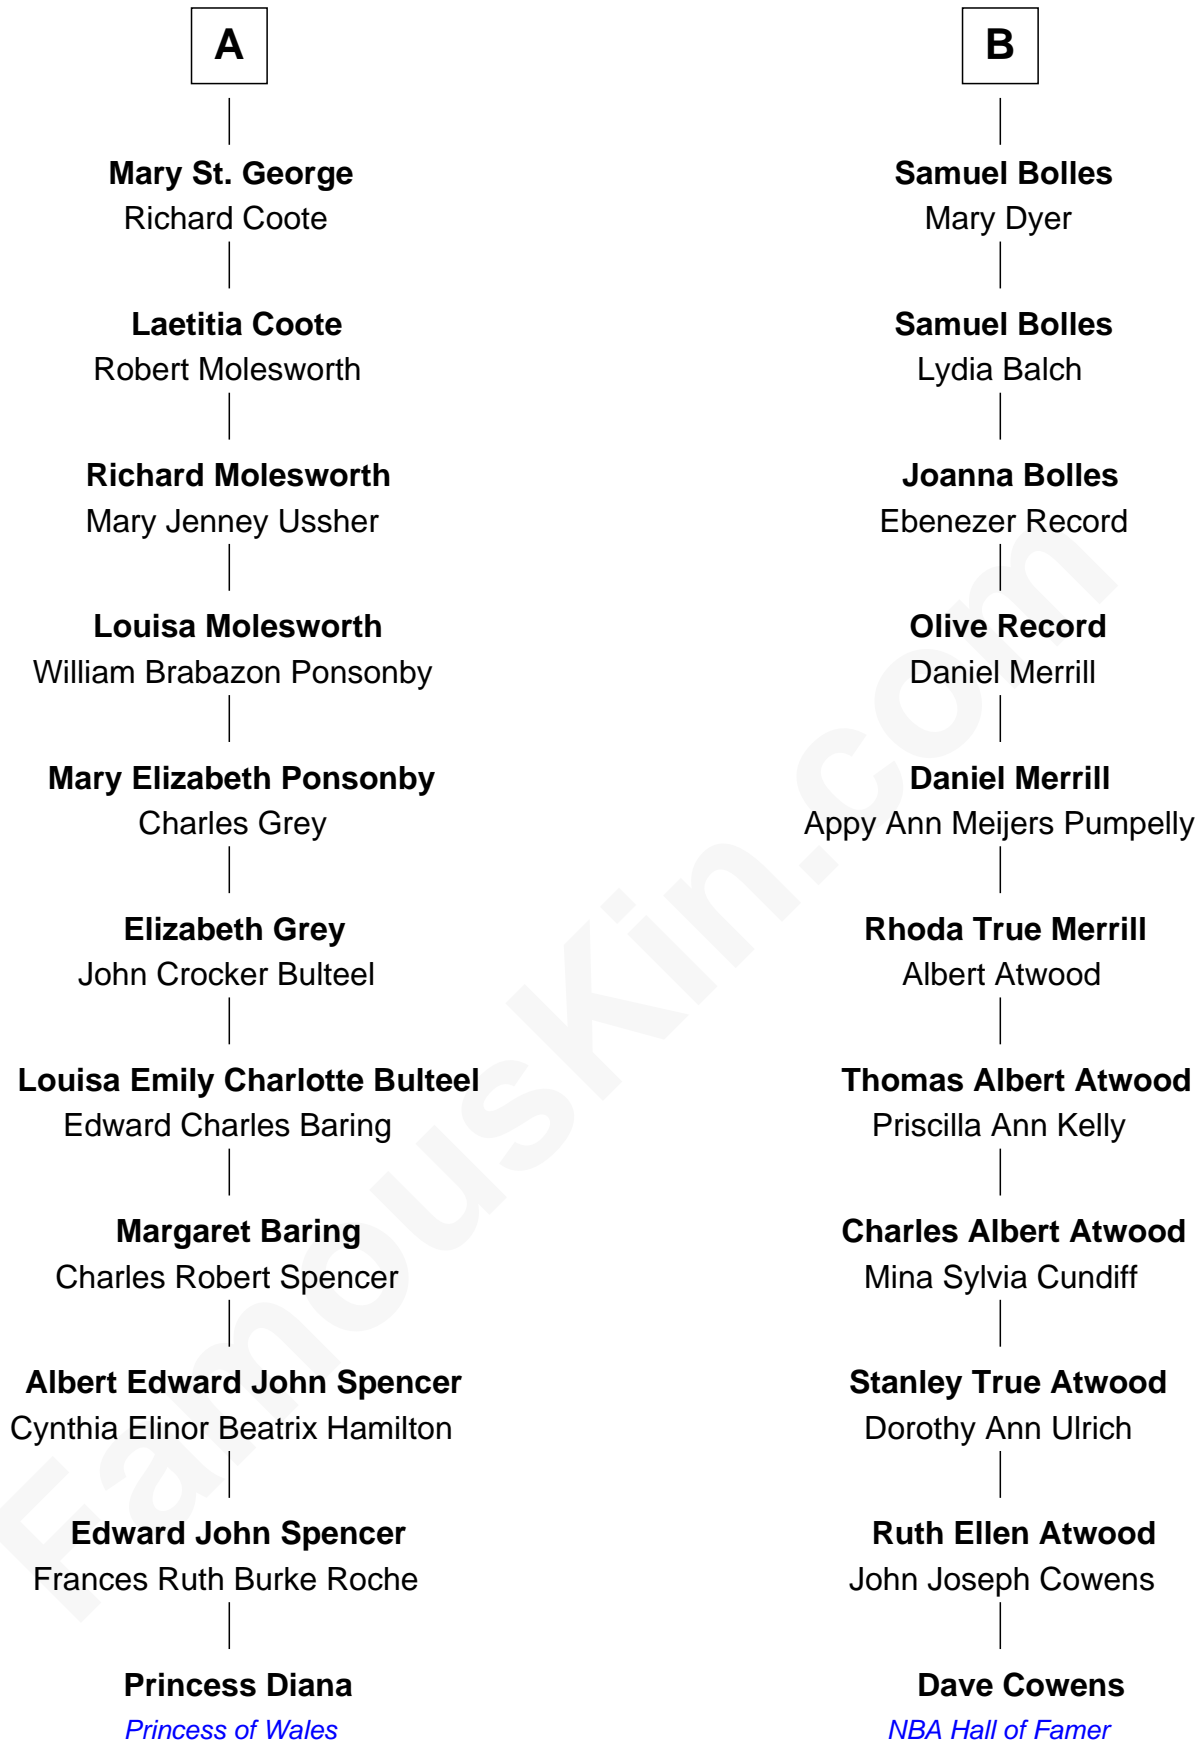 A
Mary St. George
Richard Coote
Laetitia Coote
Robert Molesworth
Richard Molesworth
Mary Jenney Ussher
Louisa Molesworth
William Brabazon Ponsonby
Mary Elizabeth Ponsonby
Charles Grey
Elizabeth Grey
John Crocker Bulteel
Louisa Emily Charlotte Bulteel
Edward Charles Baring
Margaret Baring
Charles Robert Spencer
Albert Edward John Spencer
Cynthia Elinor Beatrix Hamilton
Edward John Spencer
Frances Ruth Burke Roche
Princess Diana
Princess of Wales
B
Samuel Bolles
Mary Dyer
Samuel Bolles
Lydia Balch
Joanna Bolles
Ebenezer Record
Olive Record
Daniel Merrill
Daniel Merrill
Appy Ann Meijers Pumpelly
Rhoda True Merrill
Albert Atwood
Thomas Albert Atwood
Priscilla Ann Kelly
Charles Albert Atwood
Mina Sylvia Cundiff
Stanley True Atwood
Dorothy Ann Ulrich
Ruth Ellen Atwood
John Joseph Cowens
Dave Cowens
NBA Hall of Famer
FamousKin.com